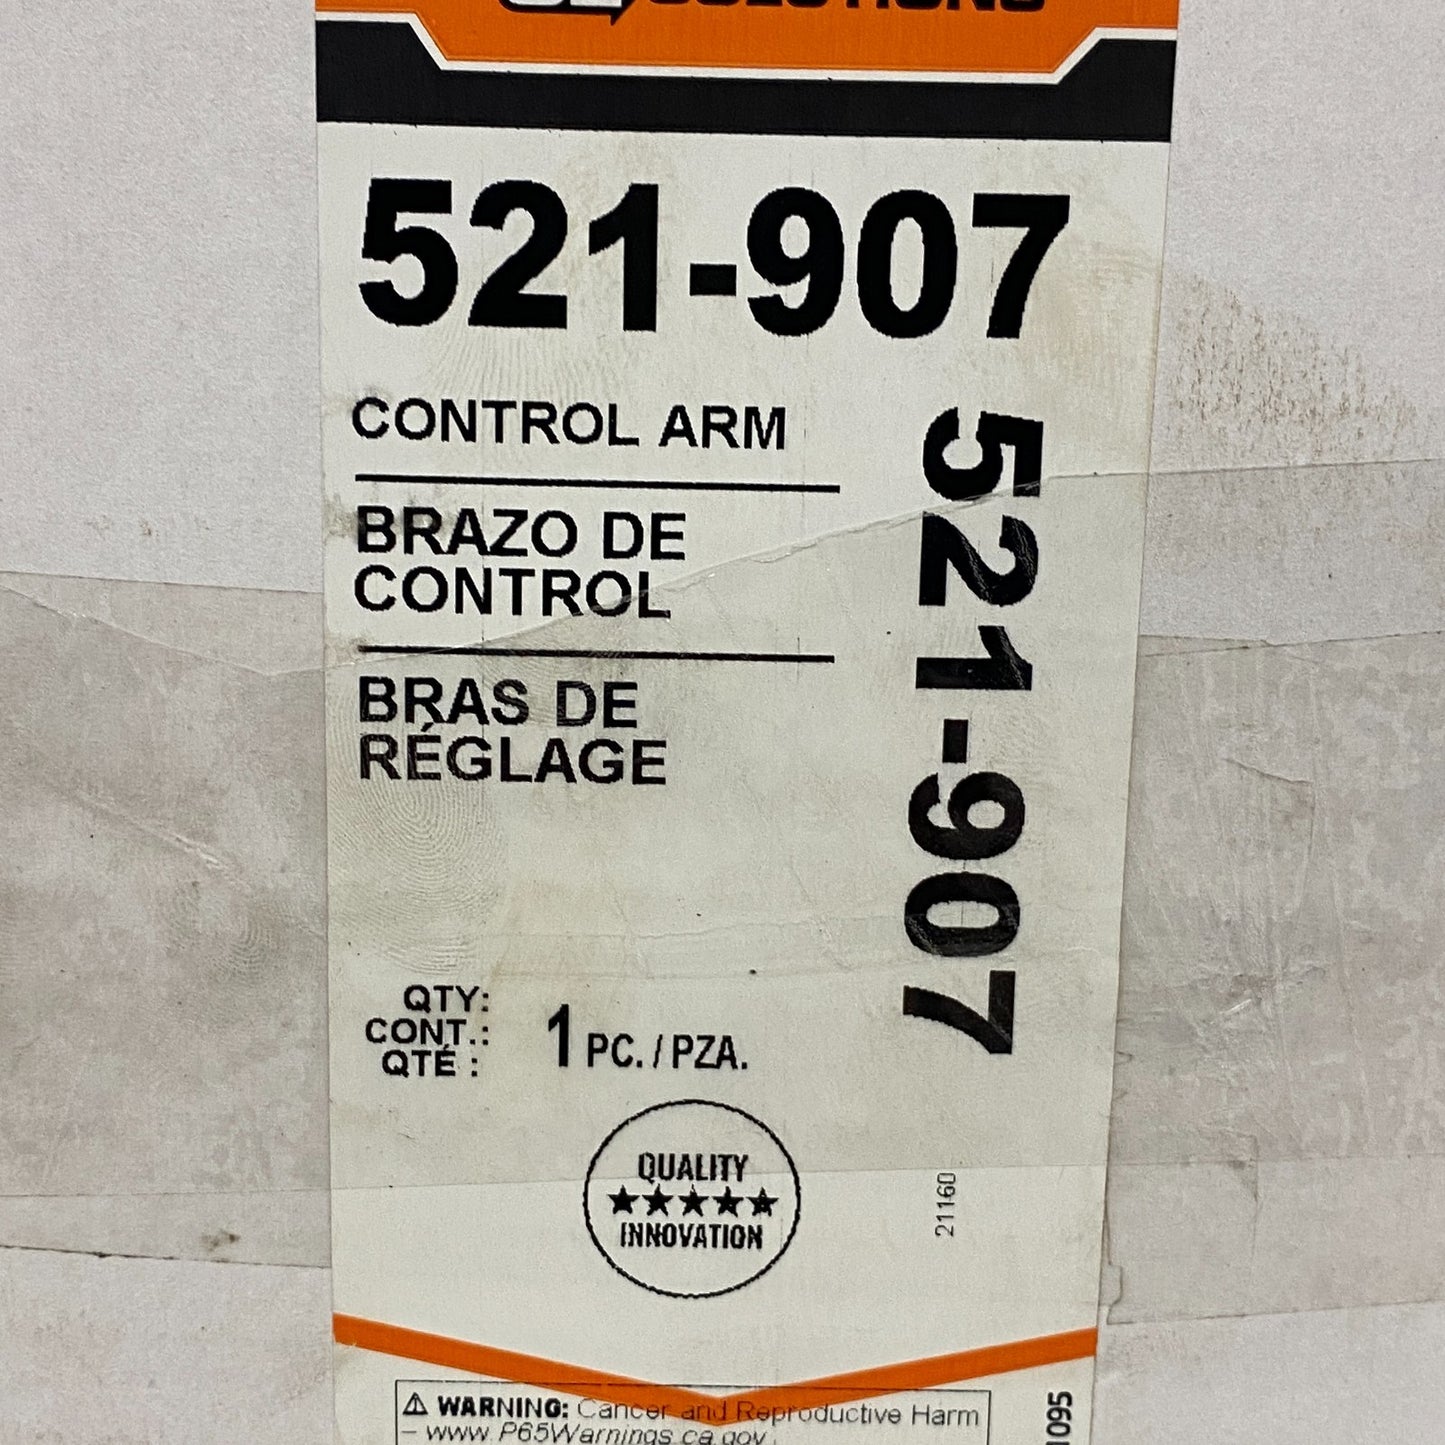 521-907
CONTROL ARM
BRAZO DE
CONTROL
BRAS DE
RÉGLAGE
521-907
QTY:
CONT.:
QTÉ :
1 PC. / PZA.
QUALITY
INNOVATION
21160
⚠ WARNING: Cancer and Reproductive Harm
– www.P65Warnings.ca.gov.